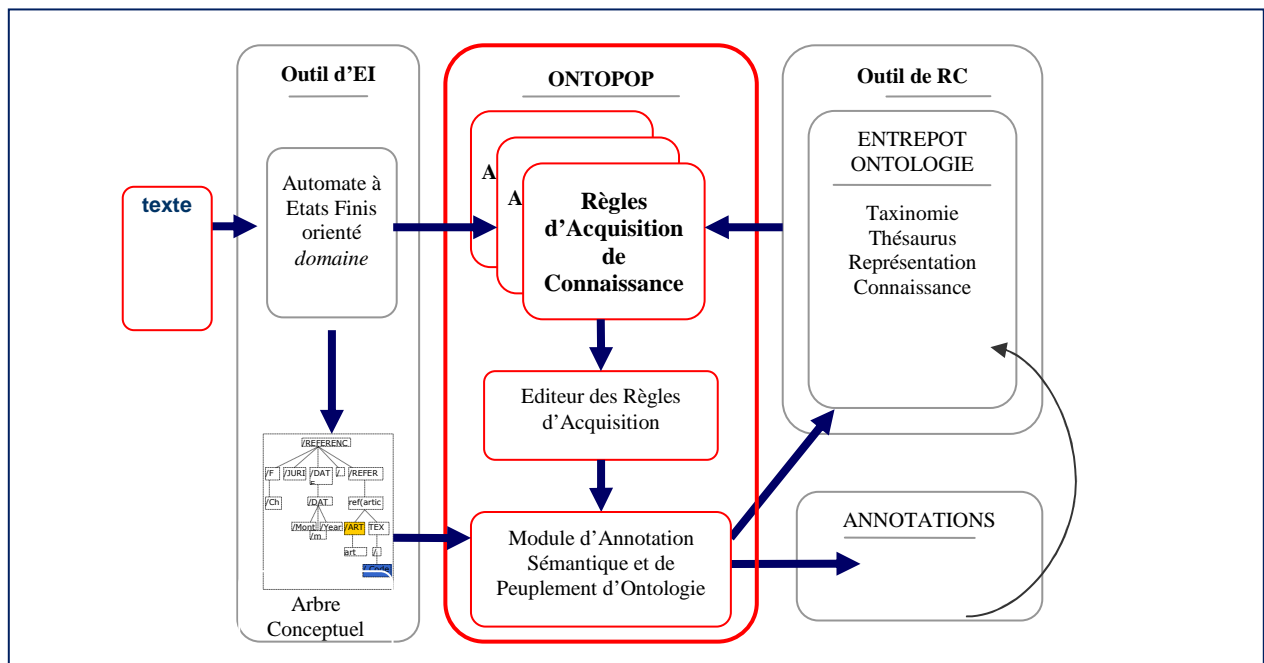 Outil d'EI
ONTOPOP
Outil de RC
texte
Automate à
Etats Finis
orienté
domaine
A
A
Règles
d'Acquisition
de
Connaissance
ENTREPOT
ONTOLOGIE
Taxinomie
Thésaurus
Représentation
Connaissance
Editeur des Règles
d'Acquisition
/REFERENC
/F
/JURI
/DAT
/.
/REFER
/Ch
/DAT
ref(artic
/Mont
/Year
/m
/ART
TEX
art
/.
/ Code
Arbre
Conceptuel
Module d'Annotation
Sémantique et de
Peuplement d'Ontologie
ANNOTATIONS